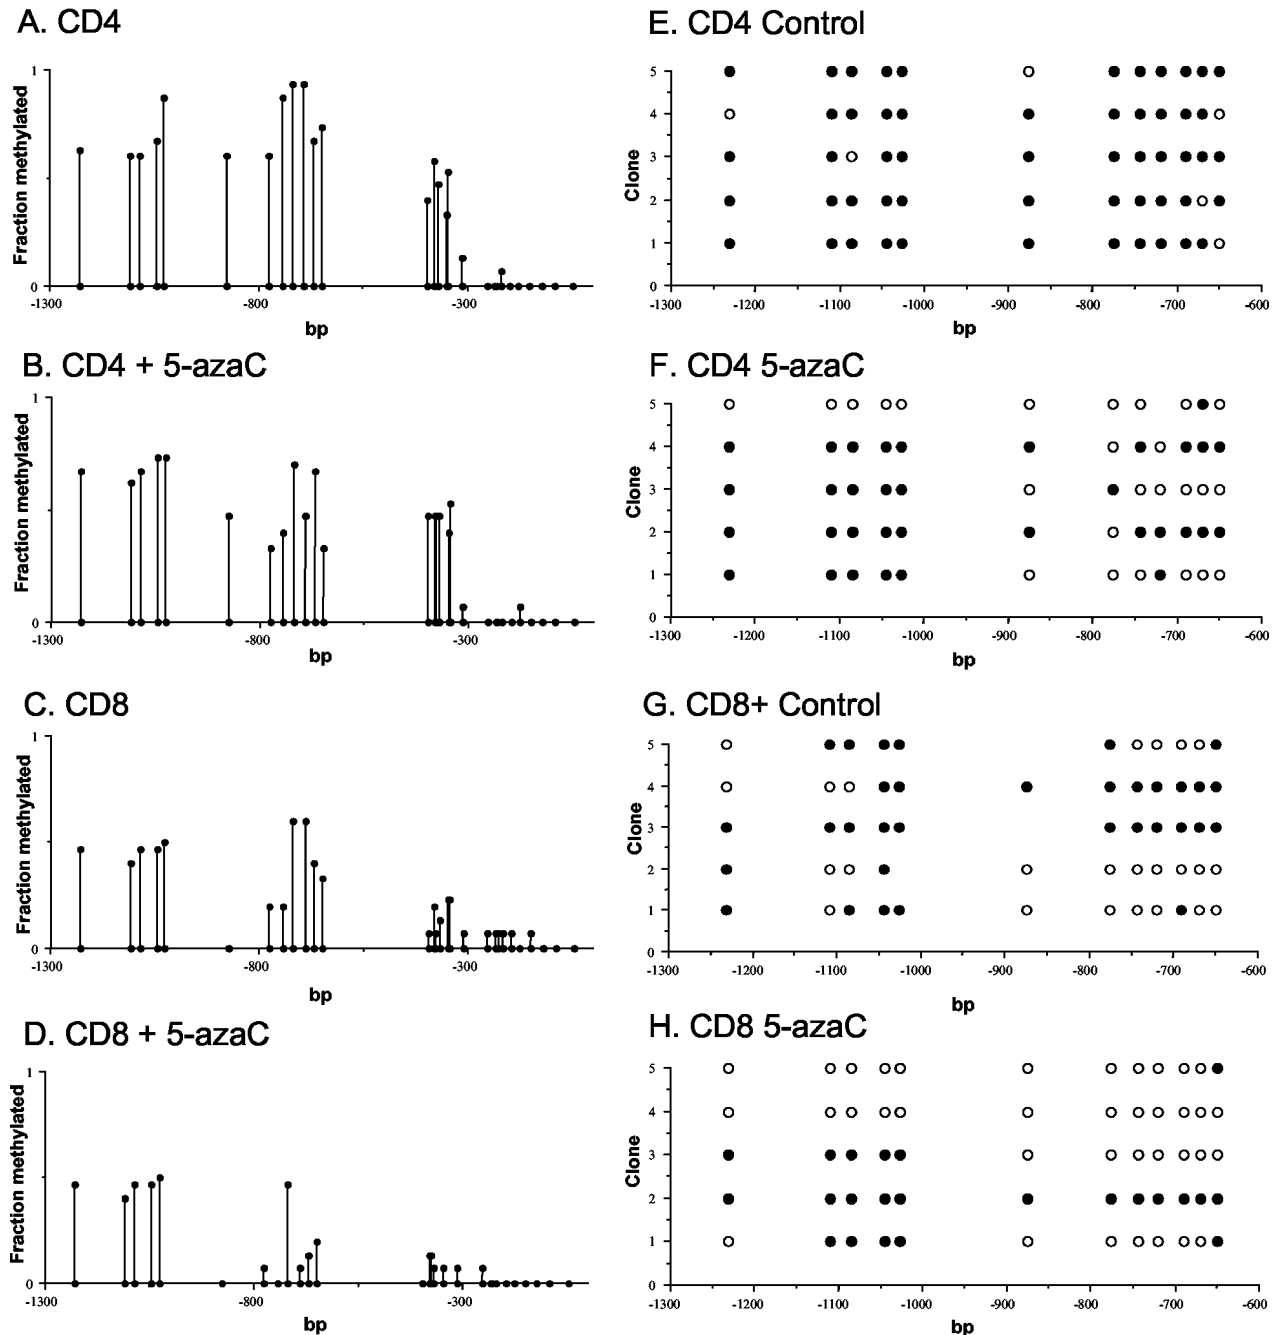 A. CD4
1
Fraction methylated
0
-1300 -800 -300
bp
B. CD4 + 5-azaC
1
Fraction methylated
0
-1300 -800 -300
bp
C. CD8
1
Fraction methylated
0
-1300 -800 -300
bp
D. CD8 + 5-azaC
1
Fraction methylated
0
-1300 -800 -300
bp
E. CD4 Control
5
4
3
Clone
2
1
0
-1300 -1200 -1100 -1000 -900 -800 -700 -600
bp
F. CD4 5-azaC
5
4
3
Clone
2
1
0
-1300 -1200 -1100 -1000 -900 -800 -700 -600
bp
G. CD8+ Control
5
4
3
Clone
2
1
0
-1300 -1200 -1100 -1000 -900 -800 -700 -600
bp
H. CD8 5-azaC
5
4
3
Clone
2
1
0
-1300 -1200 -1100 -1000 -900 -800 -700 -600
bp